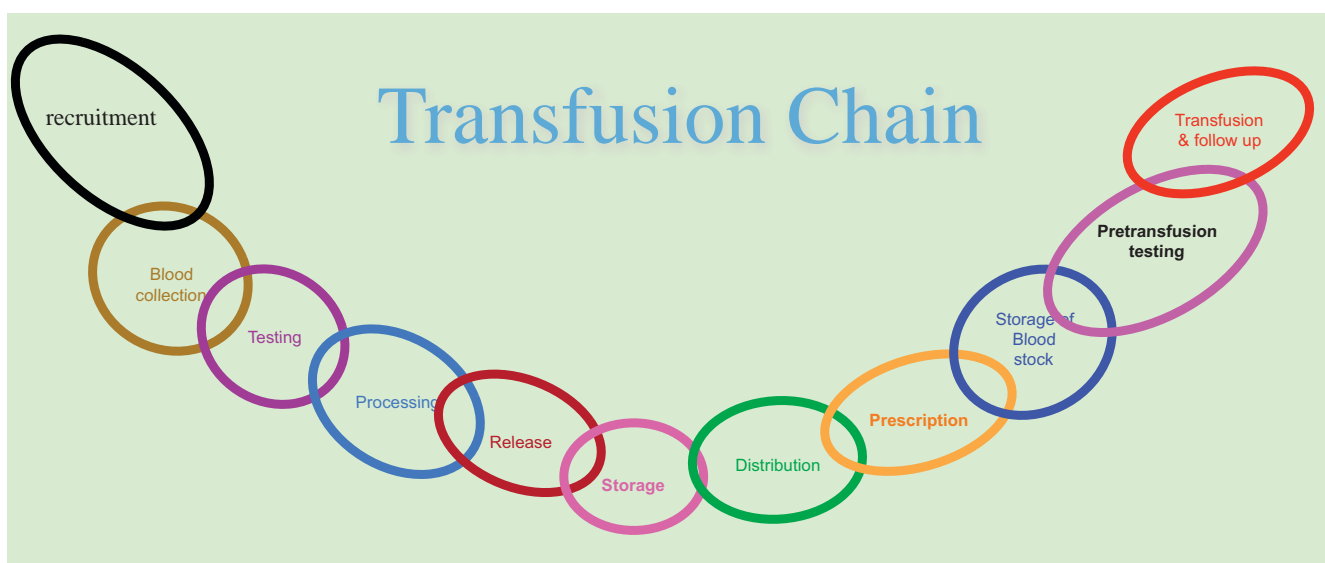 Transfusion Chain
recruitment
Blood
collection
Testing
Processing
Release
Storage
Distribution
Prescription
Storage of
Blood
stock
Pretransfusion
testing
Transfusion
& follow up